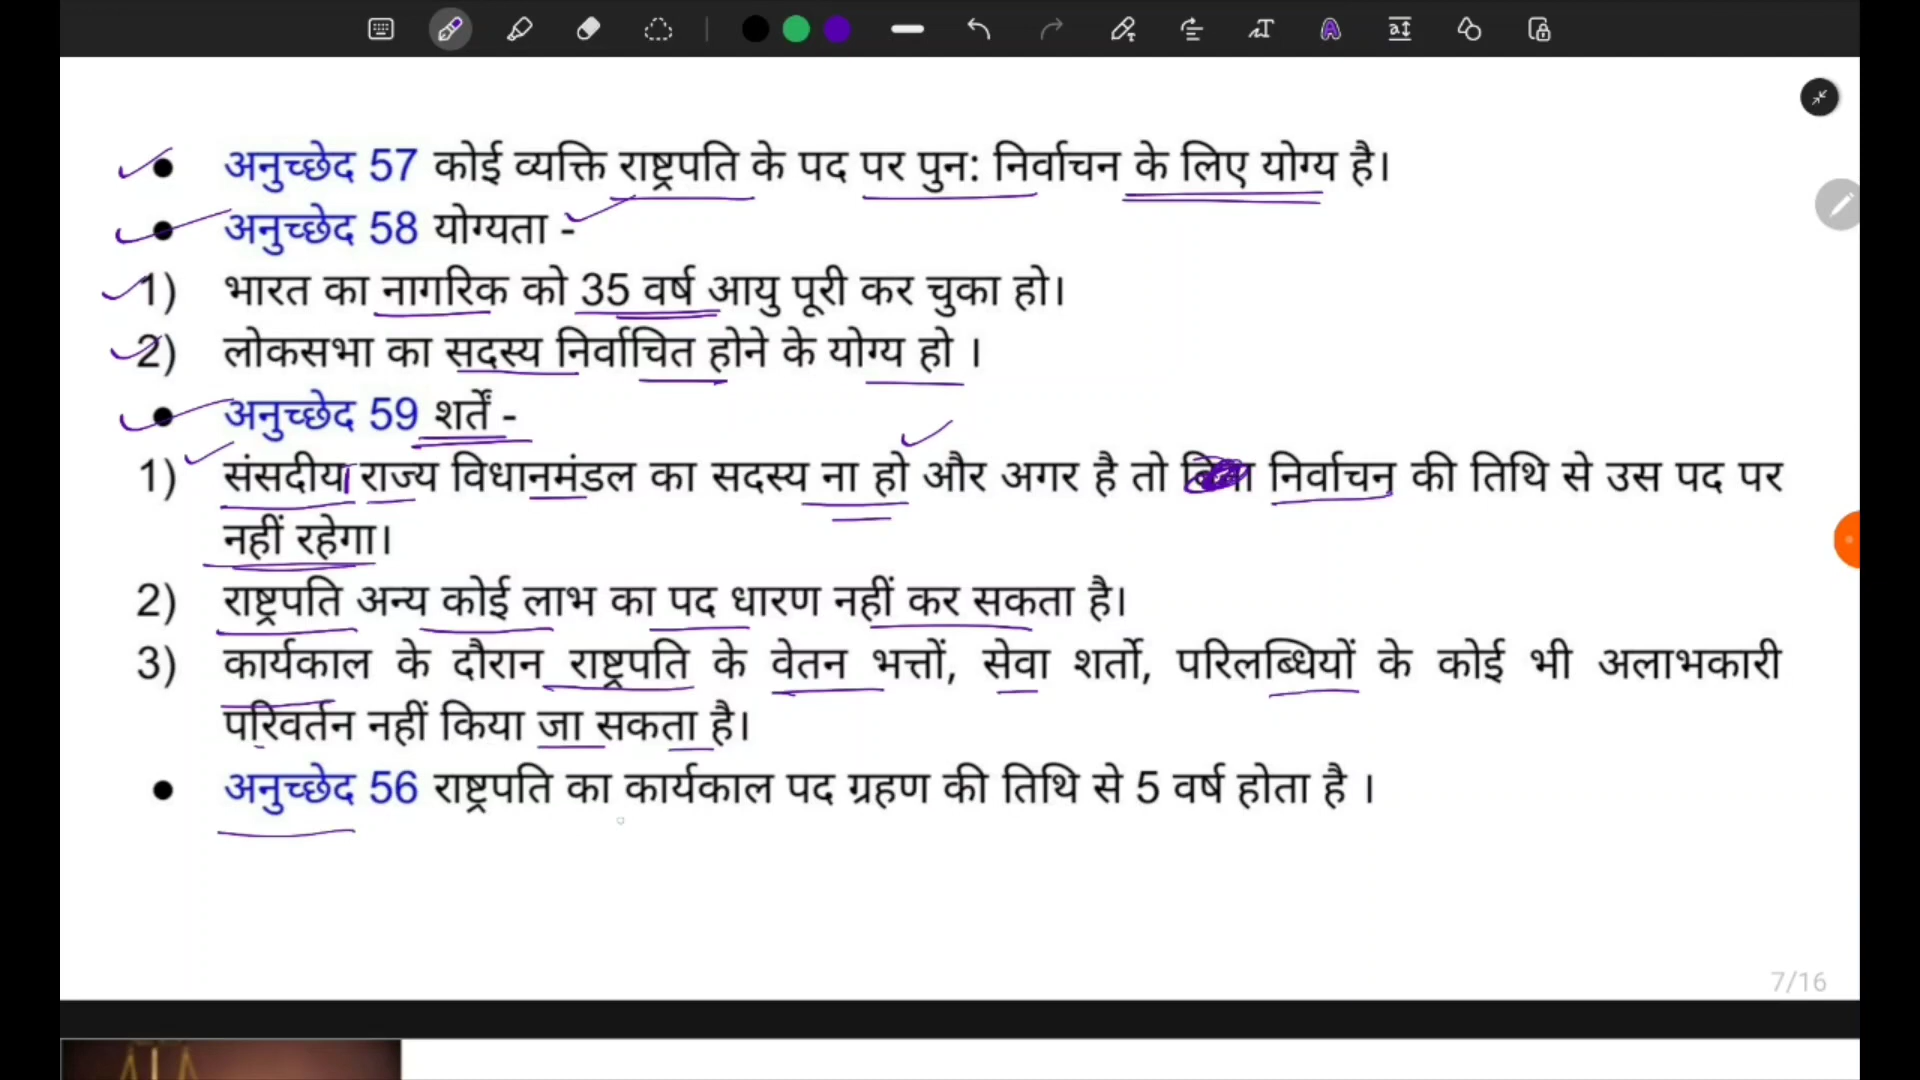 अनुच्छेद 57 कोई व्यक्ति राष्ट्रपति के पद पर पुन: निर्वाचन के लिए योग्य है।
अनुच्छेद 58 योग्यता -
1) भारत का नागरिक को 35 वर्ष आयु पूरी कर चुका हो।
2) लोकसभा का सदस्य निर्वाचित होने के योग्य हो ।
अनुच्छेद 59 शर्तें -
1) संसदीय राज्य विधानमंडल का सदस्य ना हो और अगर है तो निर्वाचन की तिथि से उस पद पर
नहीं रहेगा।
2) राष्ट्रपति अन्य कोई लाभ का पद धारण नहीं कर सकता है।
3) कार्यकाल के दौरान राष्ट्रपति के वेतन भत्तों, सेवा शर्तो, परिलब्धियों के कोई भी अलाभकारी
परिवर्तन नहीं किया जा सकता है।
अनुच्छेद 56 राष्ट्रपति का कार्यकाल पद ग्रहण की तिथि से 5 वर्ष होता है ।
7/16